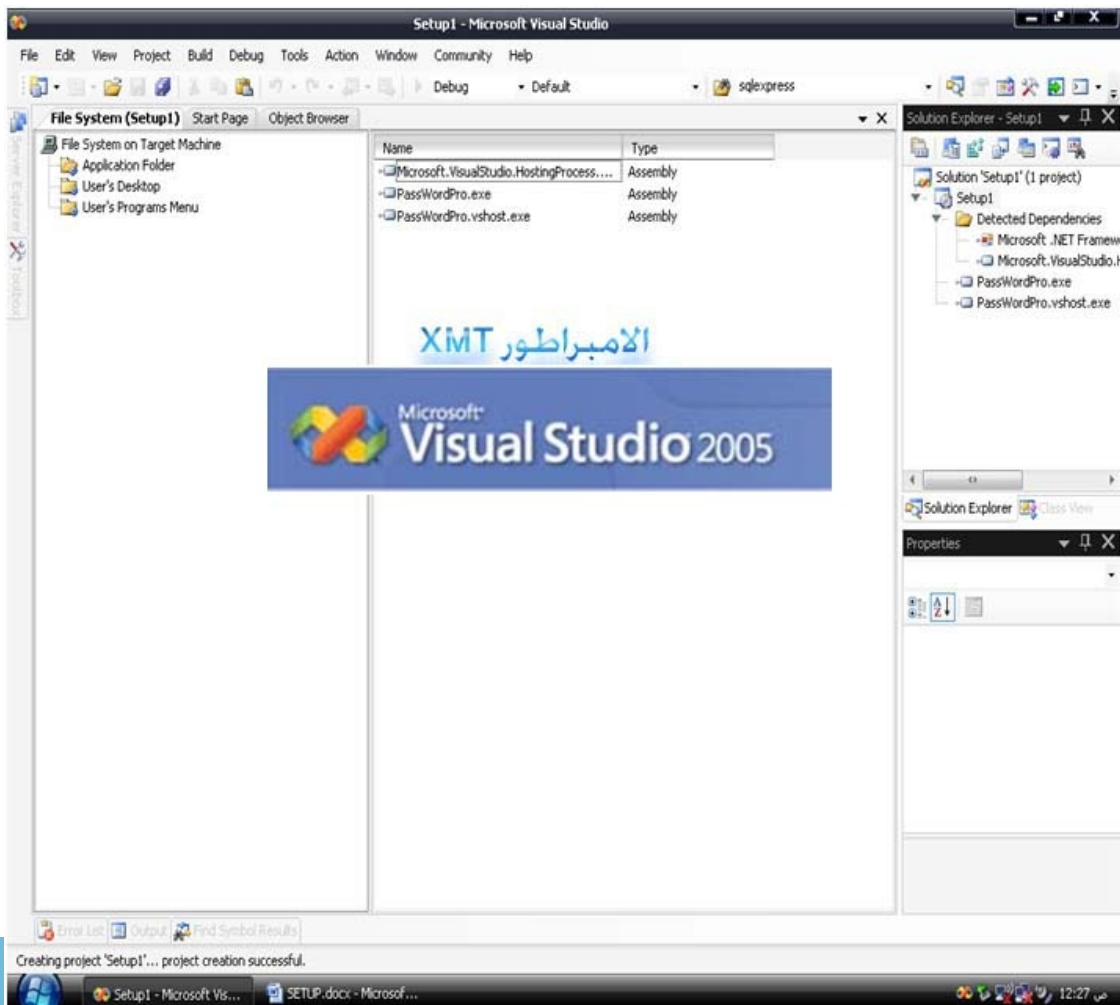 Setup1 - Microsoft Visual Studio
File Edit View Project Build Debug Tools Action Window Community Help
Debug Default sqlexpress
File System (Setup1) Start Page Object Browser
Solution Explorer - Setup1
File System on Target Machine
Application Folder
User's Desktop
User's Programs Menu
Name Type
Microsoft.VisualStudio.HostingProcess.... Assembly
PassWordPro.exe Assembly
PassWordPro.vshost.exe Assembly
Solution 'Setup1' (1 project)
Setup1
Detected Dependencies
Microsoft .NET Framew
Microsoft.VisualStudio.H
PassWordPro.exe
PassWordPro.vshost.exe
Server Explorer
Toolbox
الامبراطور XMT
Microsoft
Visual Studio 2005
Solution Explorer Class View
Properties
Error List Output Find Symbol Results
Creating project 'Setup1'... project creation successful.
Setup1 - Microsoft Vis... SETUP.docx - Microsof... 12:27 ص